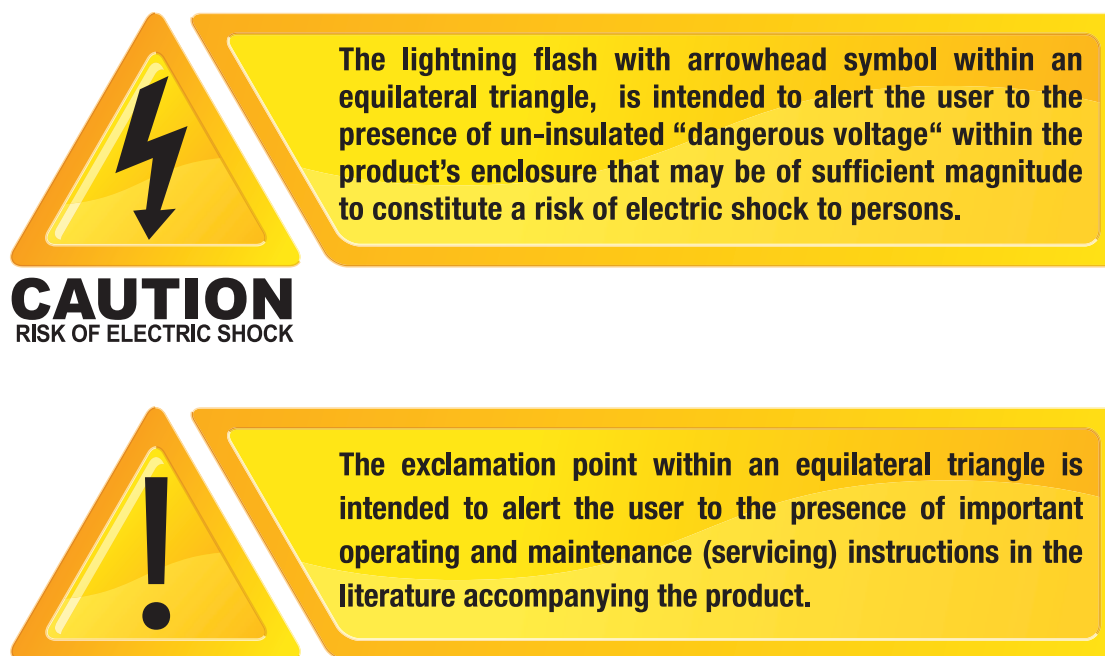 The lightning flash with arrowhead symbol within an
equilateral triangle, is intended to alert the user to the
presence of un-insulated “dangerous voltage“ within the
product’s enclosure that may be of sufficient magnitude
to constitute a risk of electric shock to persons.
CAUTION
RISK OF ELECTRIC SHOCK
!
The exclamation point within an equilateral triangle is
intended to alert the user to the presence of important
operating and maintenance (servicing) instructions in the
literature accompanying the product.